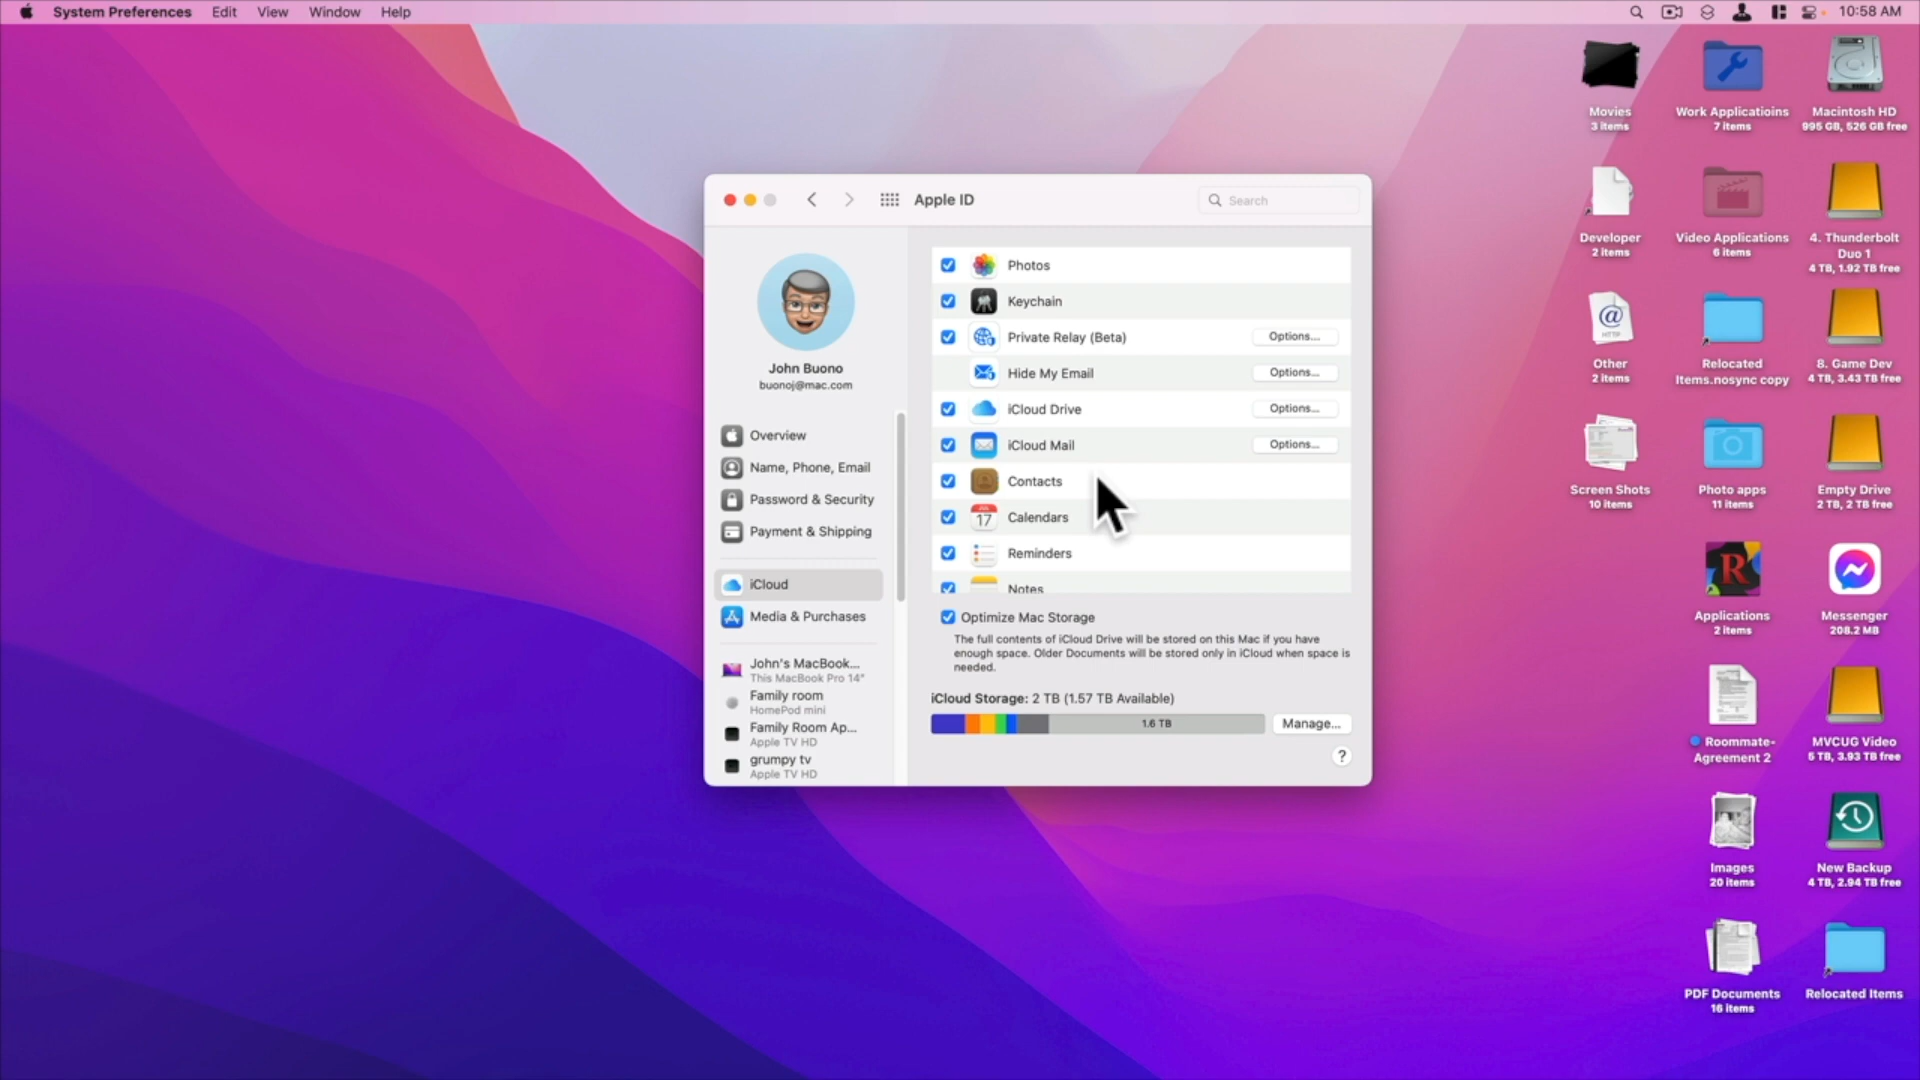 System Preferences Edit View Window Help
10:58 AM
Apple ID
Search
John Buono
buonoj@mac.com
Overview
Name, Phone, Email
Password & Security
Payment & Shipping
iCloud
Media & Purchases
John's MacBook...
This MacBook Pro 14"
Family room
HomePod mini
Family Room Ap...
Apple TV HD
grumpy tv
Apple TV HD
Photos
Keychain
Private Relay (Beta) Options...
Hide My Email Options...
iCloud Drive Options...
iCloud Mail Options...
Contacts
17 Calendars
Reminders
Notes
Optimize Mac Storage
The full contents of iCloud Drive will be stored on this Mac if you have
enough space. Older Documents will be stored only in iCloud when space is
needed.
iCloud Storage: 2 TB (1.57 TB Available)
1.6 TB Manage...
?
Movies
3 items
Work Applicatioins
7 items
Macintosh HD
995 GB, 526 GB free
Developer
2 items
Video Applications
6 items
4. Thunderbolt
Duo 1
4 TB, 1.92 TB free
@
HTTP
Other
2 items
Relocated
Items.nosync copy
8. Game Dev
4 TB, 3.43 TB free
Screen Shots
10 items
Photo apps
11 items
Empty Drive
2 TB, 2 TB free
R
Applications
2 items
Messenger
208.2 MB
Roommate-
Agreement 2
MVCUG Video
5 TB, 3.93 TB free
Images
20 items
New Backup
4 TB, 2.94 TB free
PDF Documents
16 items
Relocated Items